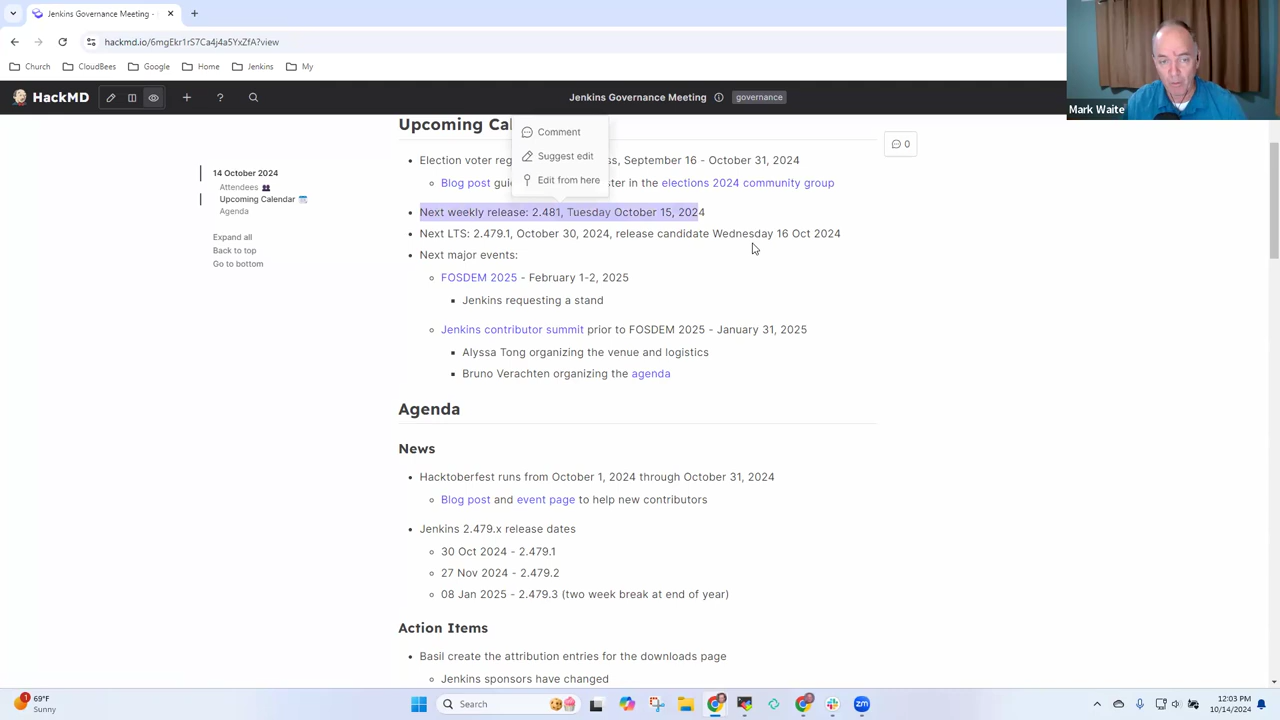 Jenkins Governance Meeting -
hackmd.io/6mgEkr1rS7Ca4j4a5YxZfA?view
Church
CloudBees
Google
Home
Jenkins
My
HackMD
Jenkins Governance Meeting
governance
Mark Waite
14 October 2024
Attendees
Upcoming Calendar
Agenda
Expand all
Back to top
Go to bottom
Upcoming Cal
Comment
Suggest edit
Edit from here
0
Election voter reg s, September 16 - October 31, 2024
Blog post gui ster in the elections 2024 community group
Next weekly release: 2.481, Tuesday October 15, 2024
Next LTS: 2.479.1, October 30, 2024, release candidate Wednesday 16 Oct 2024
Next major events:
FOSDEM 2025 - February 1-2, 2025
Jenkins requesting a stand
Jenkins contributor summit prior to FOSDEM 2025 - January 31, 2025
Alyssa Tong organizing the venue and logistics
Bruno Verachten organizing the agenda
Agenda
News
Hacktoberfest runs from October 1, 2024 through October 31, 2024
Blog post and event page to help new contributors
Jenkins 2.479.x release dates
30 Oct 2024 - 2.479.1
27 Nov 2024 - 2.479.2
08 Jan 2025 - 2.479.3 (two week break at end of year)
Action Items
Basil create the attribution entries for the downloads page
Jenkins sponsors have changed
1
69°F
Sunny
Search
zm
12:03 PM
10/14/2024